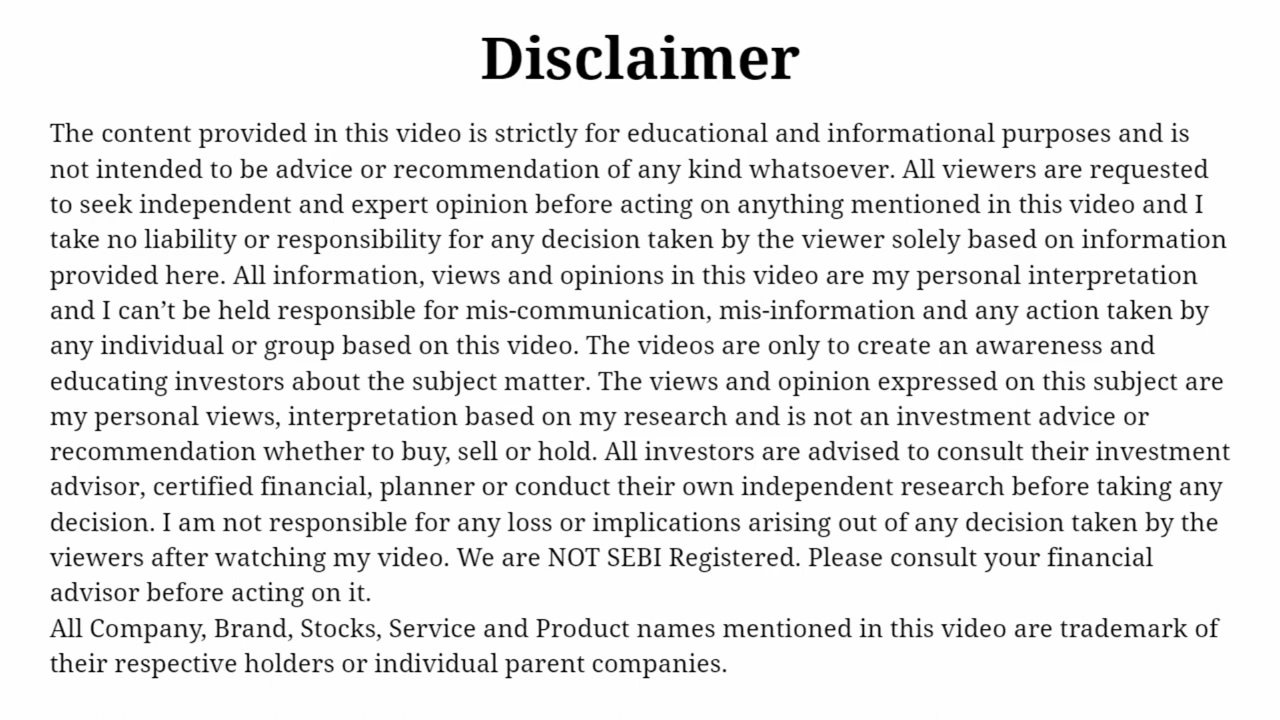 Disclaimer
The content provided in this video is strictly for educational and informational purposes and is
not intended to be advice or recommendation of any kind whatsoever. All viewers are requested
to seek independent and expert opinion before acting on anything mentioned in this video and I
take no liability or responsibility for any decision taken by the viewer solely based on information
provided here. All information, views and opinions in this video are my personal interpretation
and I can’t be held responsible for mis-communication, mis-information and any action taken by
any individual or group based on this video. The videos are only to create an awareness and
educating investors about the subject matter. The views and opinion expressed on this subject are
my personal views, interpretation based on my research and is not an investment advice or
recommendation whether to buy, sell or hold. All investors are advised to consult their investment
advisor, certified financial, planner or conduct their own independent research before taking any
decision. I am not responsible for any loss or implications arising out of any decision taken by the
viewers after watching my video. We are NOT SEBI Registered. Please consult your financial
advisor before acting on it.
All Company, Brand, Stocks, Service and Product names mentioned in this video are trademark of
their respective holders or individual parent companies.